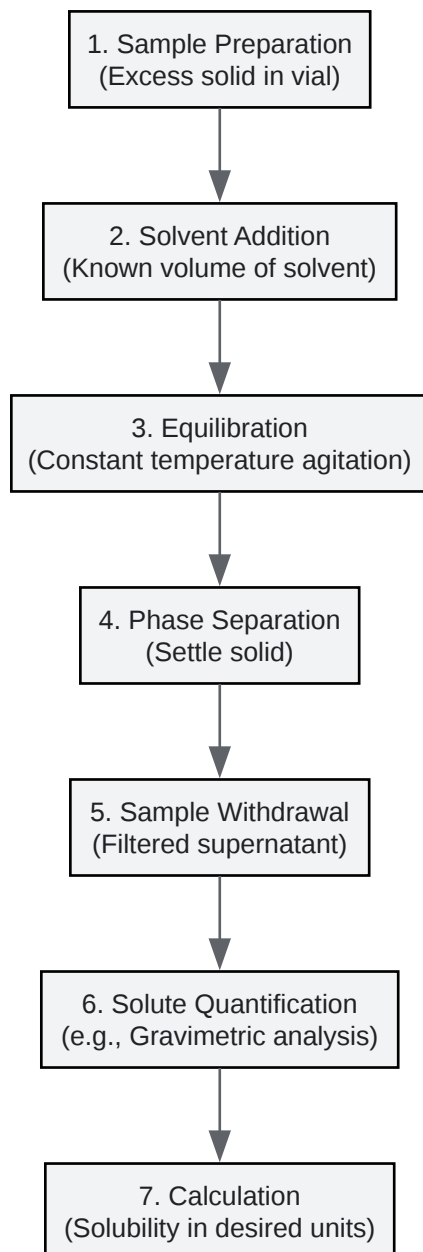 1. Sample Preparation
(Excess solid in vial)
2. Solvent Addition
(Known volume of solvent)
3. Equilibration
(Constant temperature agitation)
4. Phase Separation
(Settle solid)
5. Sample Withdrawal
(Filtered supernatant)
6. Solute Quantification
(e.g., Gravimetric analysis)
7. Calculation
(Solubility in desired units)